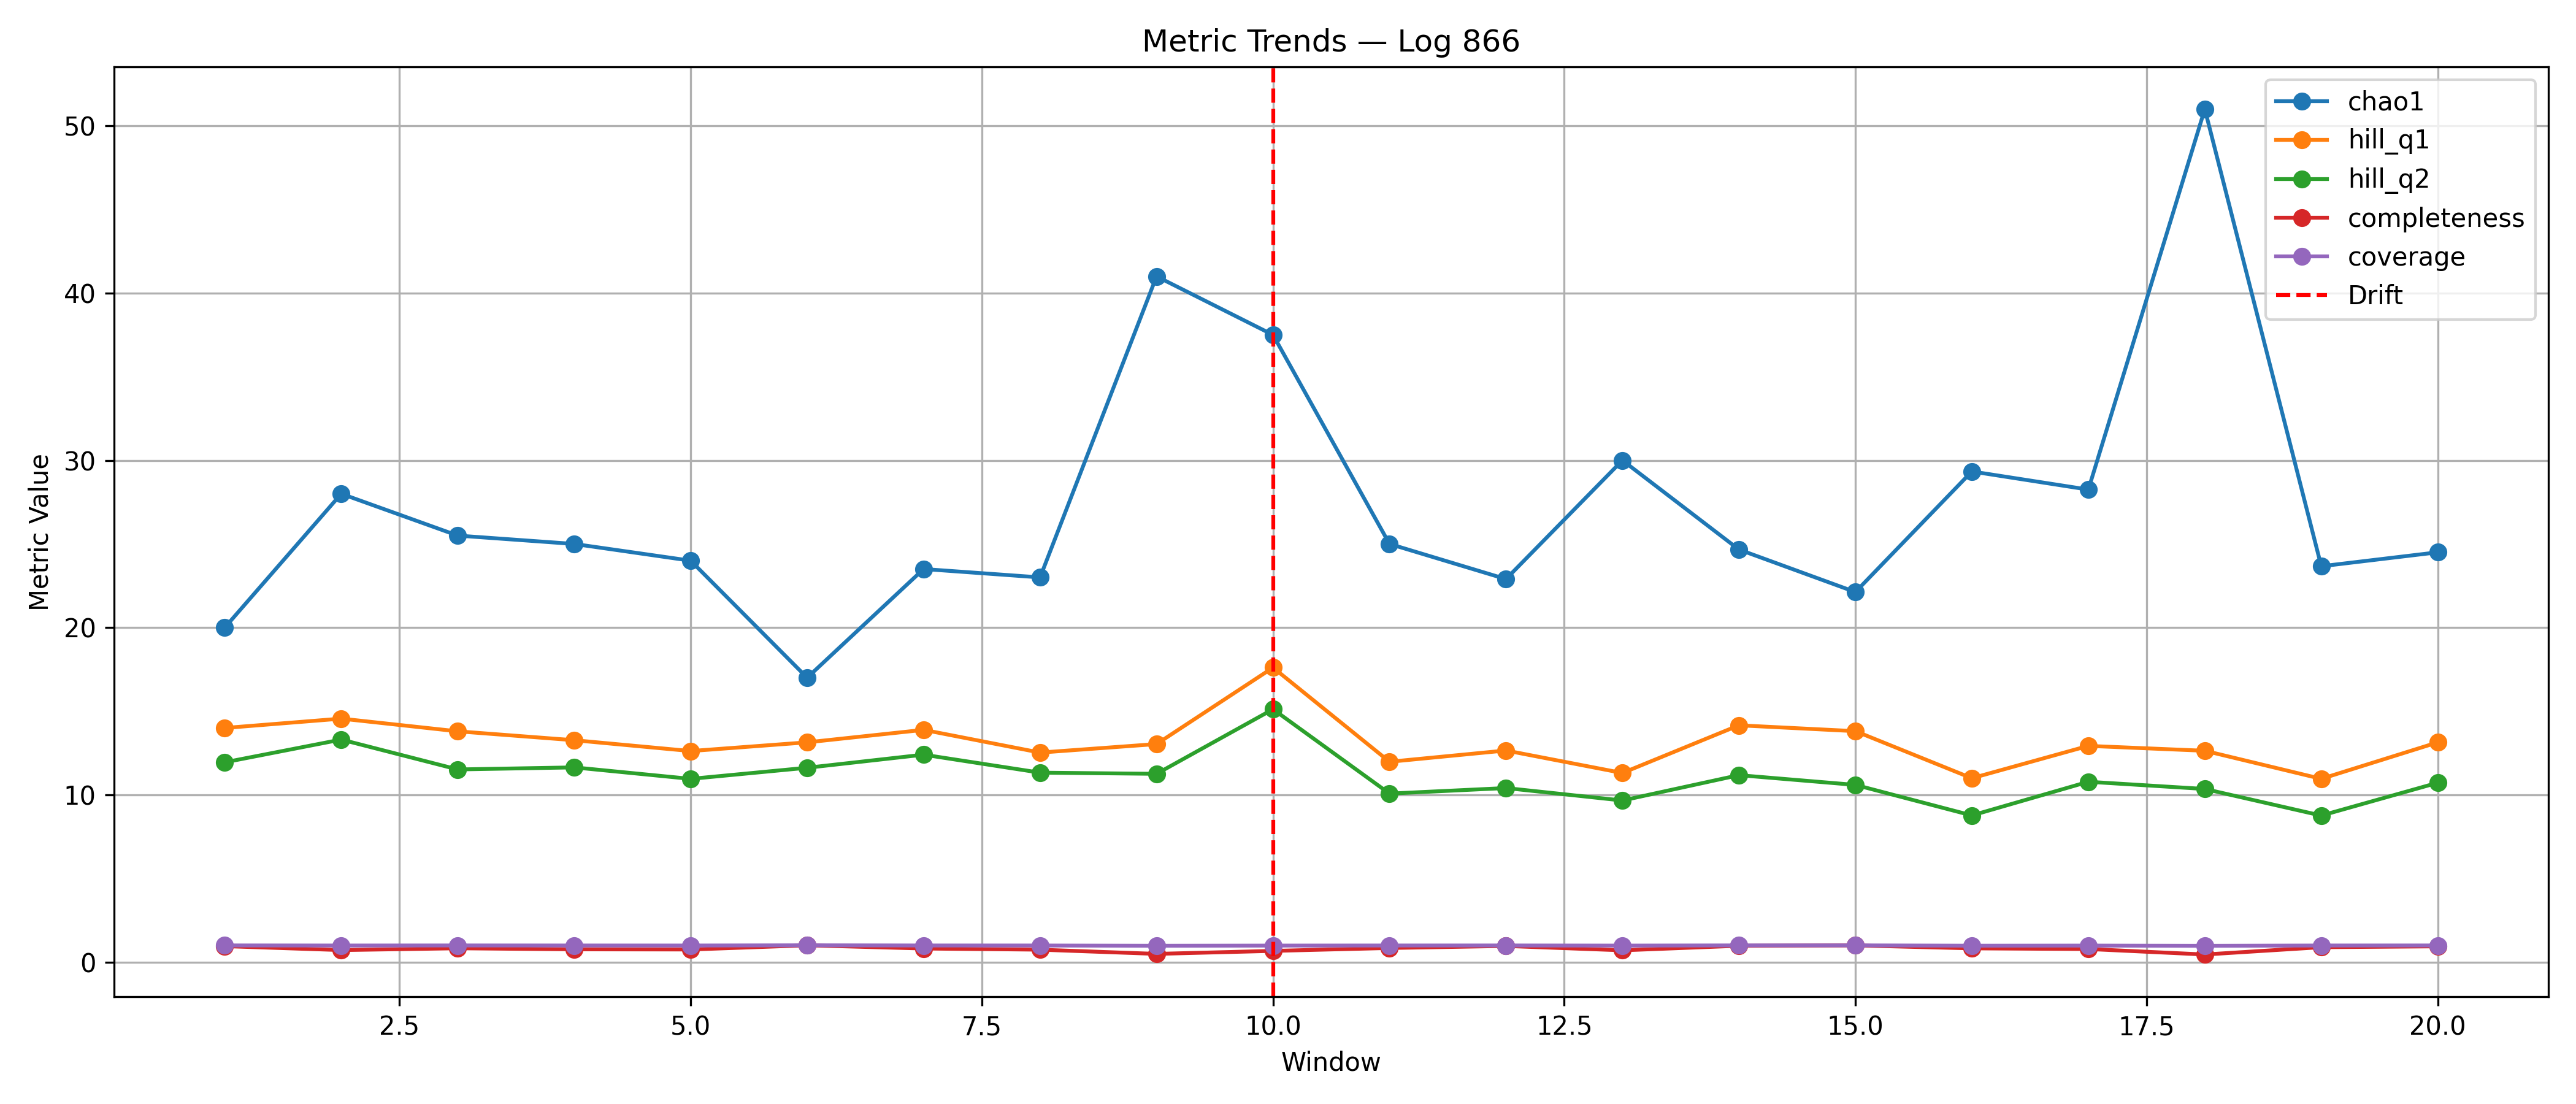 Metric Trends — Log 866
Metric Value
50
40
30
20
10
0
2.5
5.0
7.5
10.0
12.5
15.0
17.5
20.0
Window
chao1
hill_q1
hill_q2
completeness
coverage
Drift